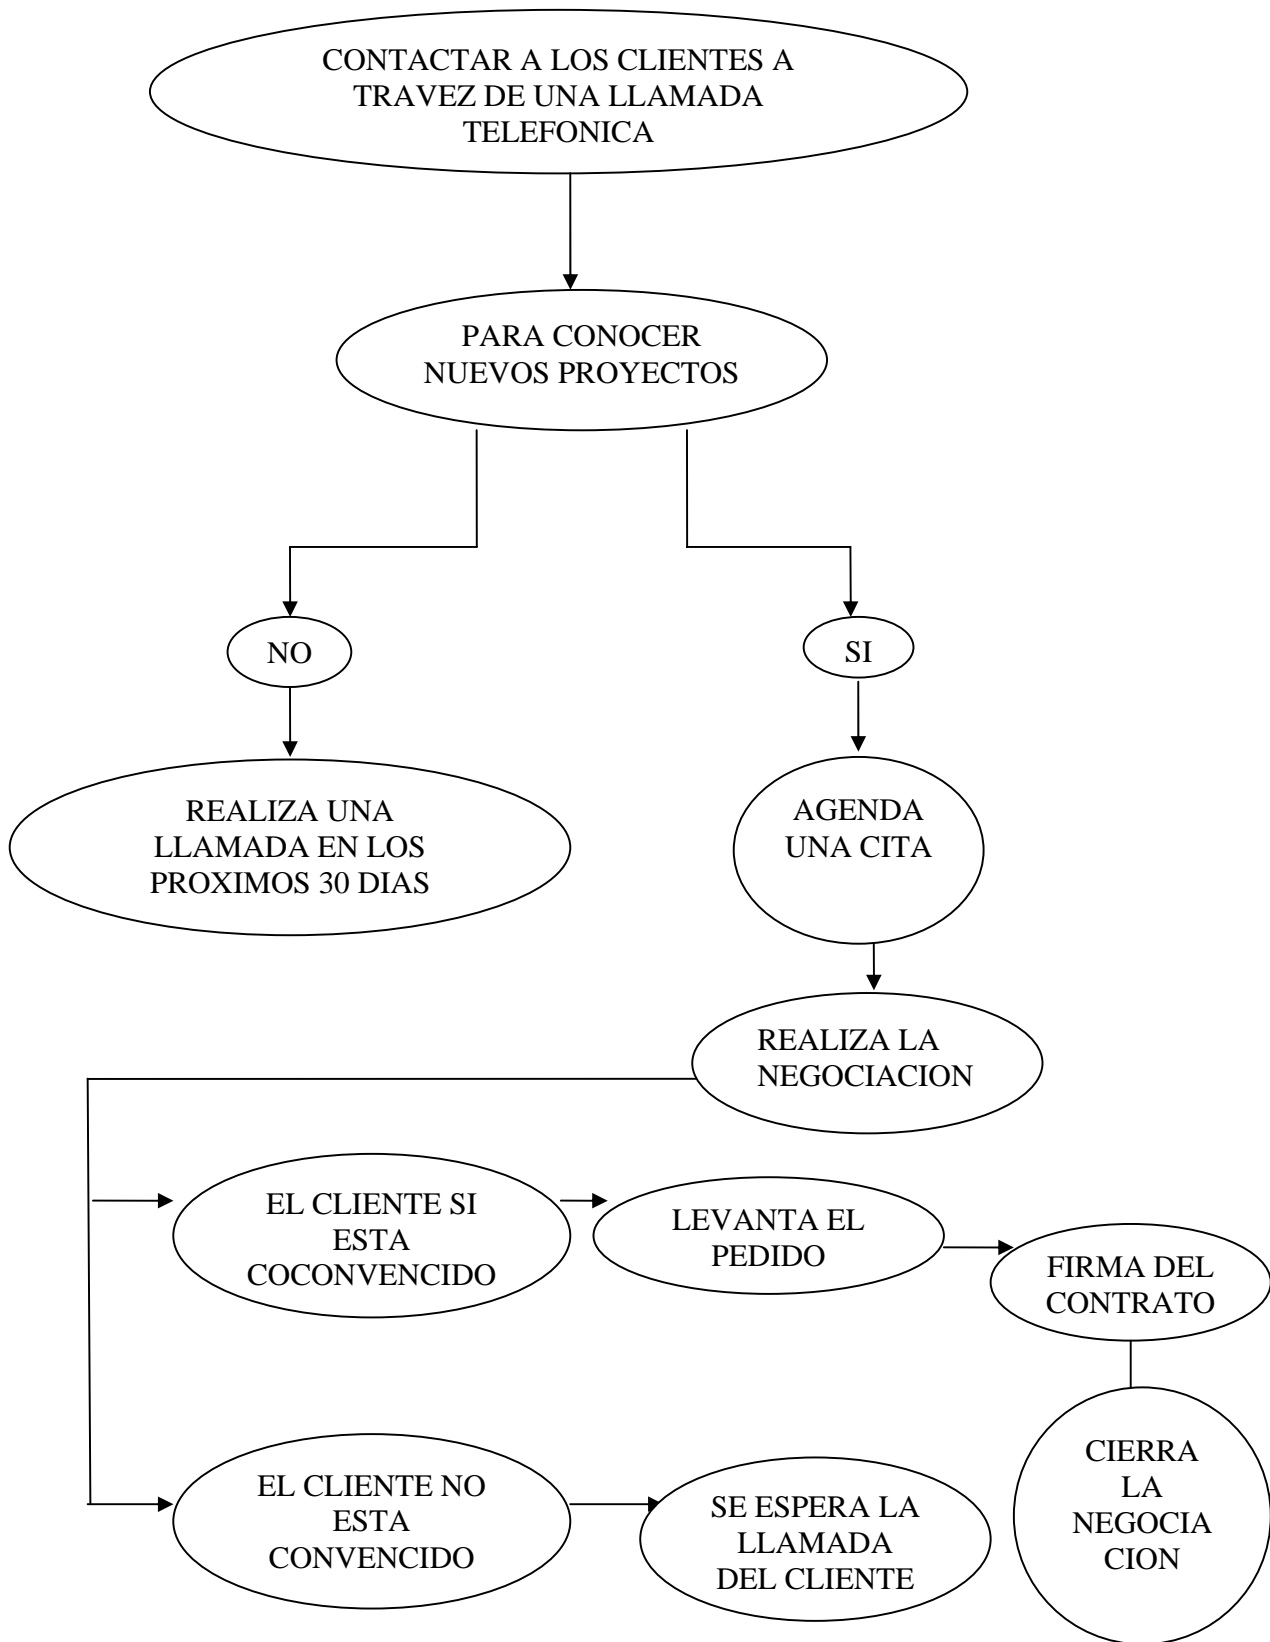 CONTACTAR A LOS CLIENTES A
TRAVEZ DE UNA LLAMADA
TELEFONICA
PARA CONOCER
NUEVOS PROYECTOS
NO
SI
REALIZA UNA
LLAMADA EN LOS
PROXIMOS 30 DIAS
AGENDA
UNA CITA
REALIZA LA
NEGOCIACION
EL CLIENTE SI
ESTA
COCONVENCIDO
LEVANTA EL
PEDIDO
FIRMA DEL
CONTRATO
CIERRA
LA
NEGOCIA
CION
EL CLIENTE NO
ESTA
CONVENCIDO
SE ESPERA LA
LLAMADA
DEL CLIENTE